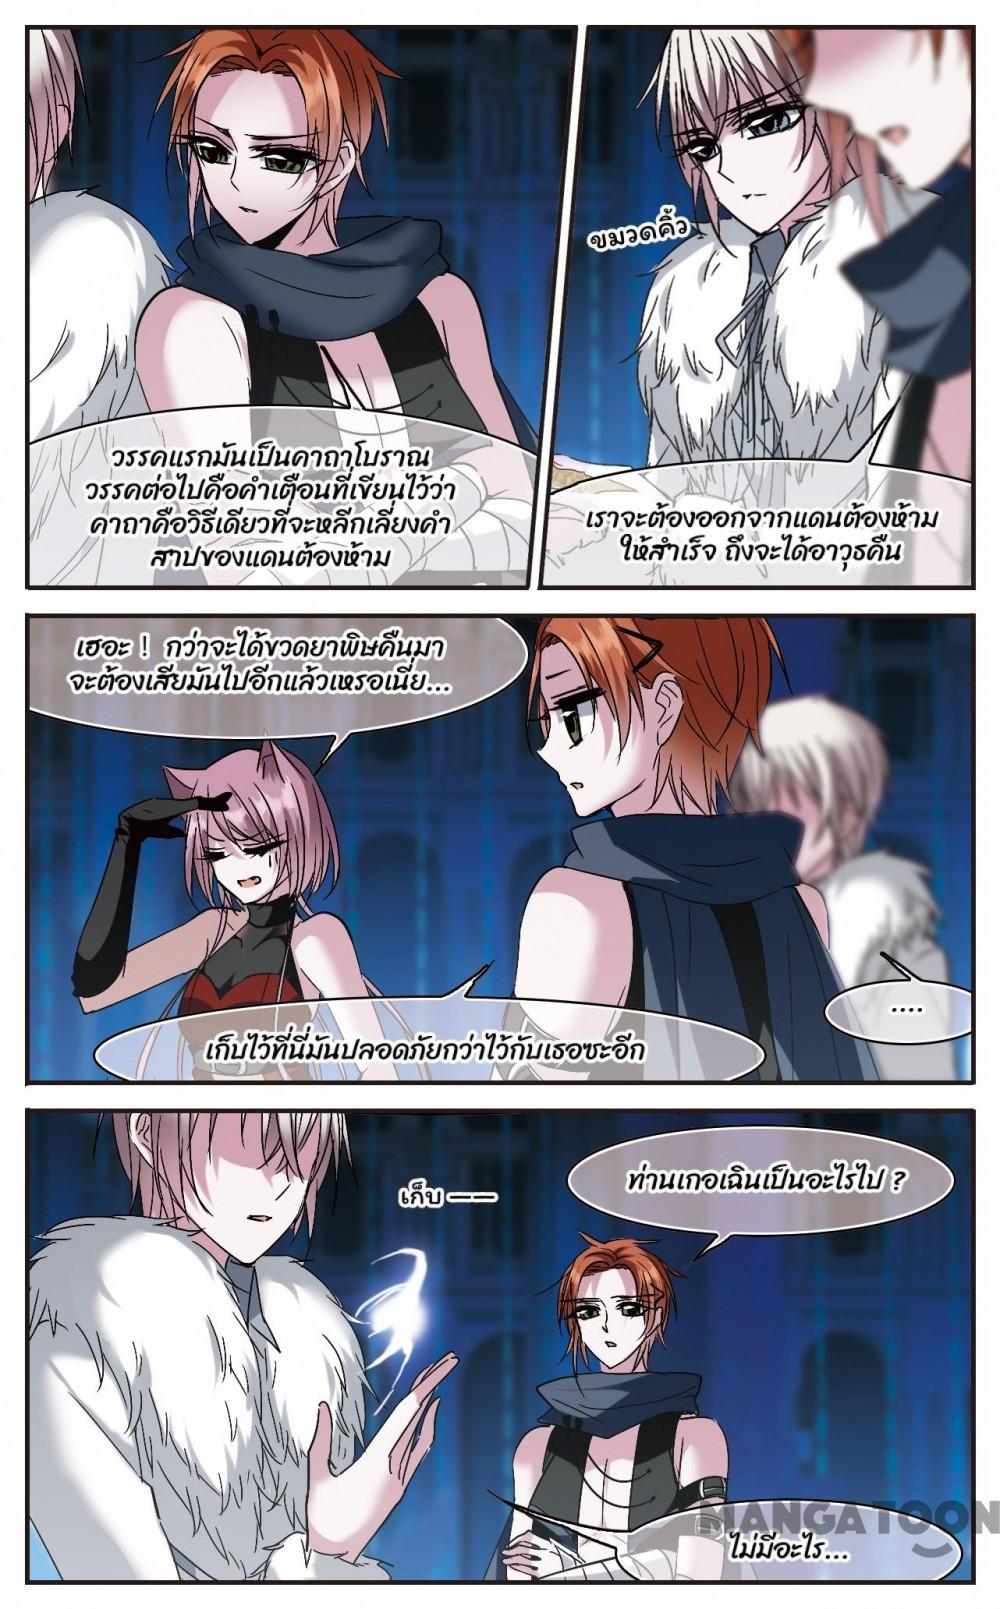 วรรคแรกมันเป็นคาถาโบราณ
วรรคต่อไปคือคำเตือนที่เขียนไว้ว่า
คาถาคือวิธีเดียวที่จะหลีกเลี่ยงคำ
สาปของแดนต้องห้าม
ขมวดคิ้ว
เราจะต้องออกจากแดนต้องห้าม
ให้สำเร็จ ถึงจะได้อาวุธคืน
เฮอะ ! กว่าจะได้ขวดยาพิษคืนมา
จะต้องเสียมันไปอีกแล้วเหรอเนี่ย...
เก็บไว้ที่นี่มันปลอดภัยกว่าไว้กับเธอซะอีก
....
เก็บ ——
ท่านเกอเฉินเป็นอะไรไป ?
ไม่มีอะไร...
MANGATOON